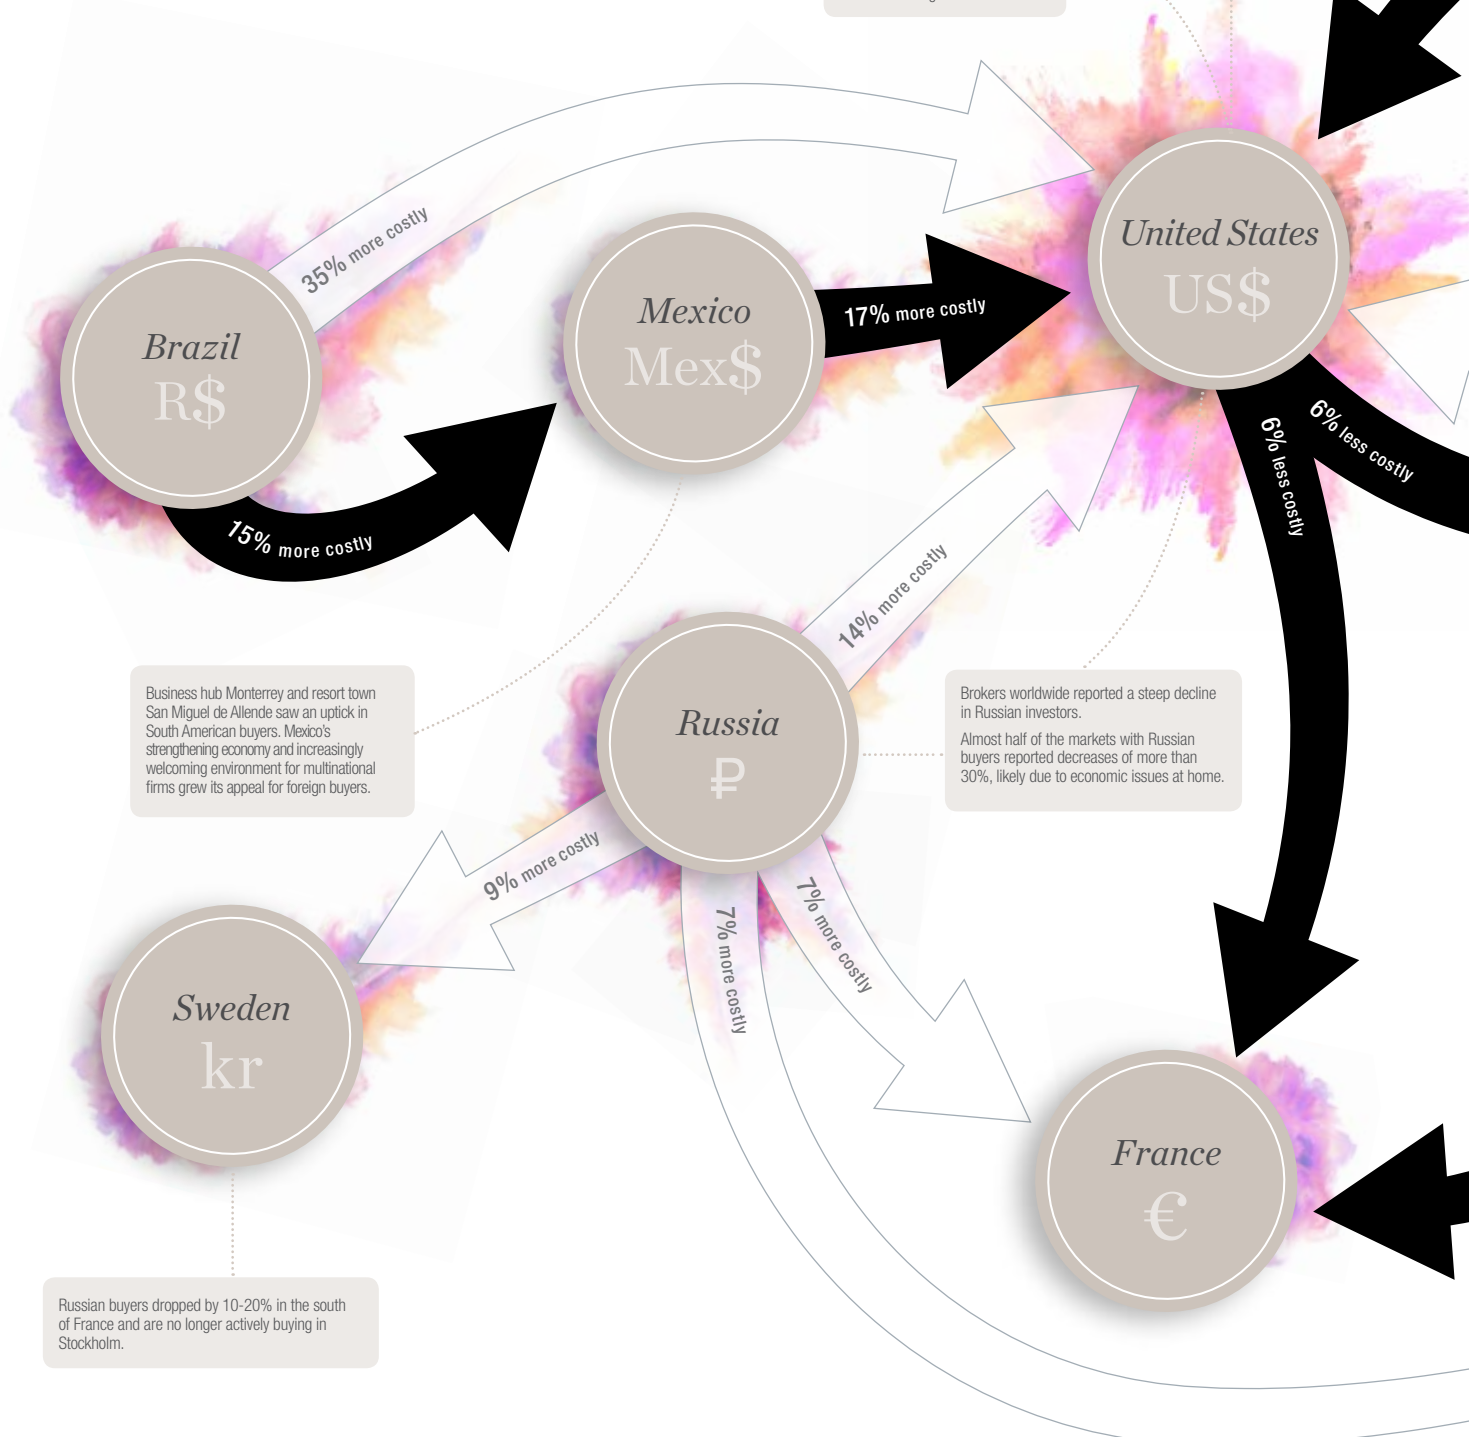 35% more costly
United States
US$
Mexico
Mex$
17% more costly
Brazil
R$
15% more costly
6% less costly
6% less costly
14% more costly
Business hub Monterrey and resort town
San Miguel de Allende saw an uptick in
South American buyers. Mexico's
strengthening economy and increasingly
welcoming environment for multinational
firms grew its appeal for foreign buyers.
Russia
₽
Brokers worldwide reported a steep decline
in Russian investors.
Almost half of the markets with Russian
buyers reported decreases of more than
30%, likely due to economic issues at home.
9% more costly
7% more costly
7% more costly
Sweden
kr
France
€
Russian buyers dropped by 10-20% in the south
of France and are no longer actively buying in
Stockholm.